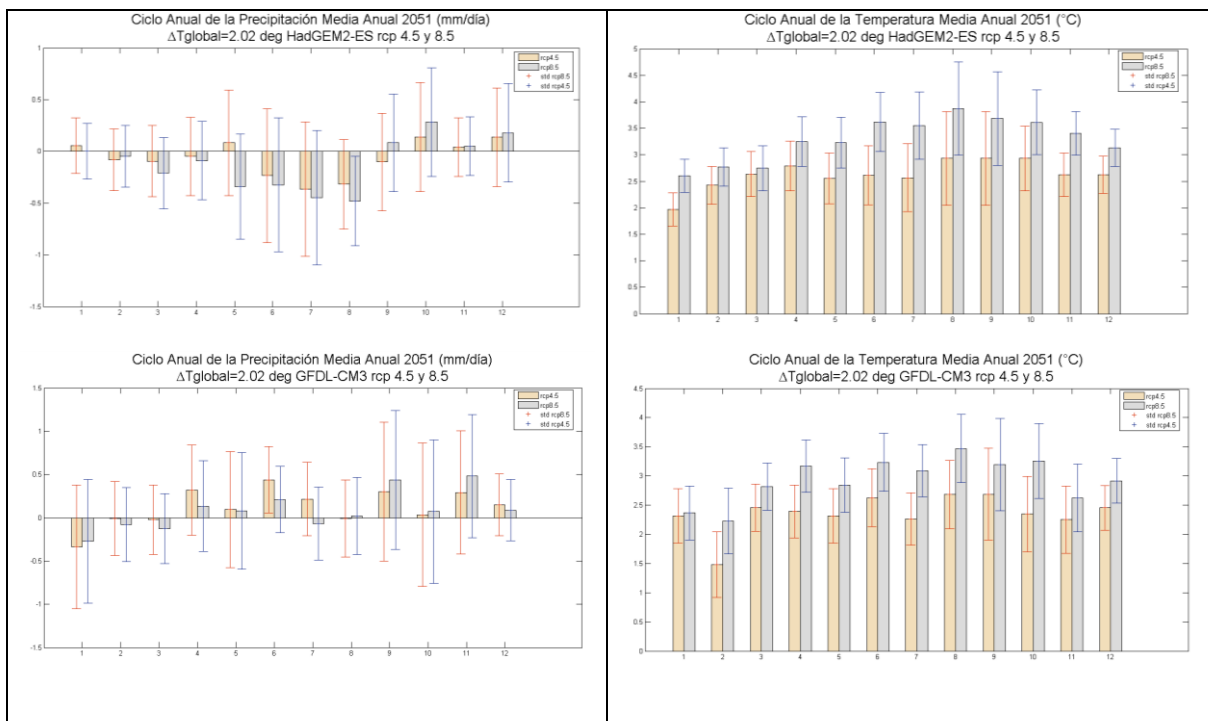 Ciclo Anual de la Precipitación Media Anual 2051 (mm/día)
ΔTglobal=2.02 deg HadGEM2-ES rcp 4.5 y 8.5
1
0.5
0
-0.5
-1
-1.5
1 2 3 4 5 6 7 8 9 10 11 12
rcp4.5
rcp8.5
std rcp8.5
std rcp4.5
Ciclo Anual de la Temperatura Media Anual 2051 (°C)
ΔTglobal=2.02 deg HadGEM2-ES rcp 4.5 y 8.5
5
4.5
4
3.5
3
2.5
2
1.5
1
0.5
0
1 2 3 4 5 6 7 8 9 10 11 12
rcp4.5
rcp8.5
std rcp8.5
std rcp4.5
Ciclo Anual de la Precipitación Media Anual 2051 (mm/día)
ΔTglobal=2.02 deg GFDL-CM3 rcp 4.5 y 8.5
1.5
1
0.5
0
-0.5
-1
-1.5
1 2 3 4 5 6 7 8 9 10 11 12
rcp4.5
rcp8.5
std rcp8.5
std rcp4.5
Ciclo Anual de la Temperatura Media Anual 2051 (°C)
ΔTglobal=2.02 deg GFDL-CM3 rcp 4.5 y 8.5
4.5
4
3.5
3
2.5
2
1.5
1
0.5
0
1 2 3 4 5 6 7 8 9 10 11 12
rcp4.5
rcp8.5
std rcp8.5
std rcp4.5